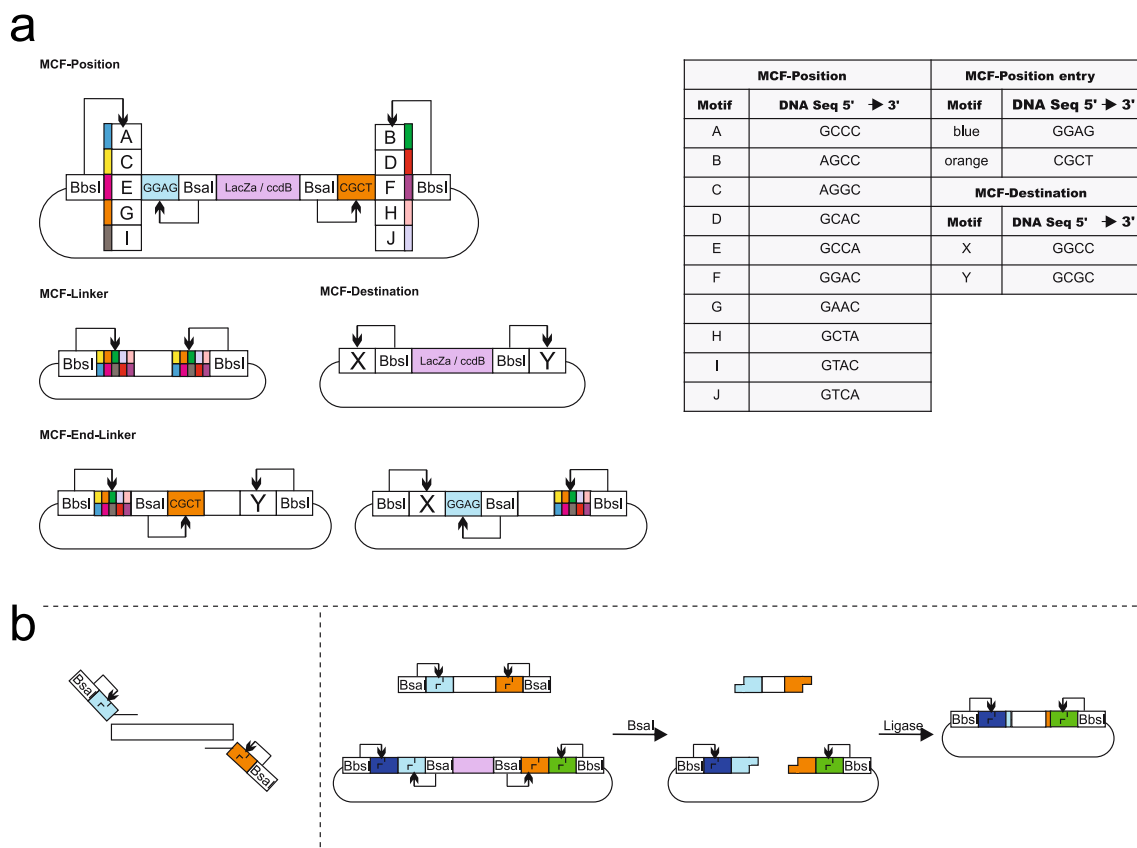 a
MCF-Position
A B
C D
BbsI E GGAG BsaI LacZa / ccdB BsaI CGCT F BbsI
G H
I J
MCF-Linker
BbsI BbsI
MCF-Destination
X BbsI LacZa / ccdB BbsI Y
MCF-End-Linker
BbsI BsaI CGCT Y BbsI
BbsI X GGAG BsaI BbsI
MCF-Position MCF-Position entry
Motif DNA Seq 5' → 3' Motif DNA Seq 5' → 3'
A GCCC blue GGAG
B AGCC orange CGCT
C AGGC MCF-Destination
D GCAC Motif DNA Seq 5' → 3'
E GCCA X GGCC
F GGAC Y GCGC
G GAAC
H GCTA
I GTAC
J GTCA
b
BsaI
BsaI
BsaI BsaI
BbsI BsaI BsaI BbsI
BsaI
BbsI BbsI
Ligase
BbsI BbsI